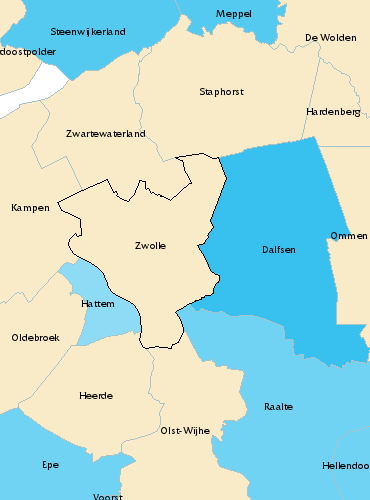 Meppel
Steenwijkerland
De Wolden
doostpolder
Staphorst
Hardenberg
Zwartewaterland
Kampen
Ommen
Zwolle
Dalfsen
Hattem
Oldebroek
Heerde
Raalte
Olst-Wijhe
Epe
Hellendoo
Voorst